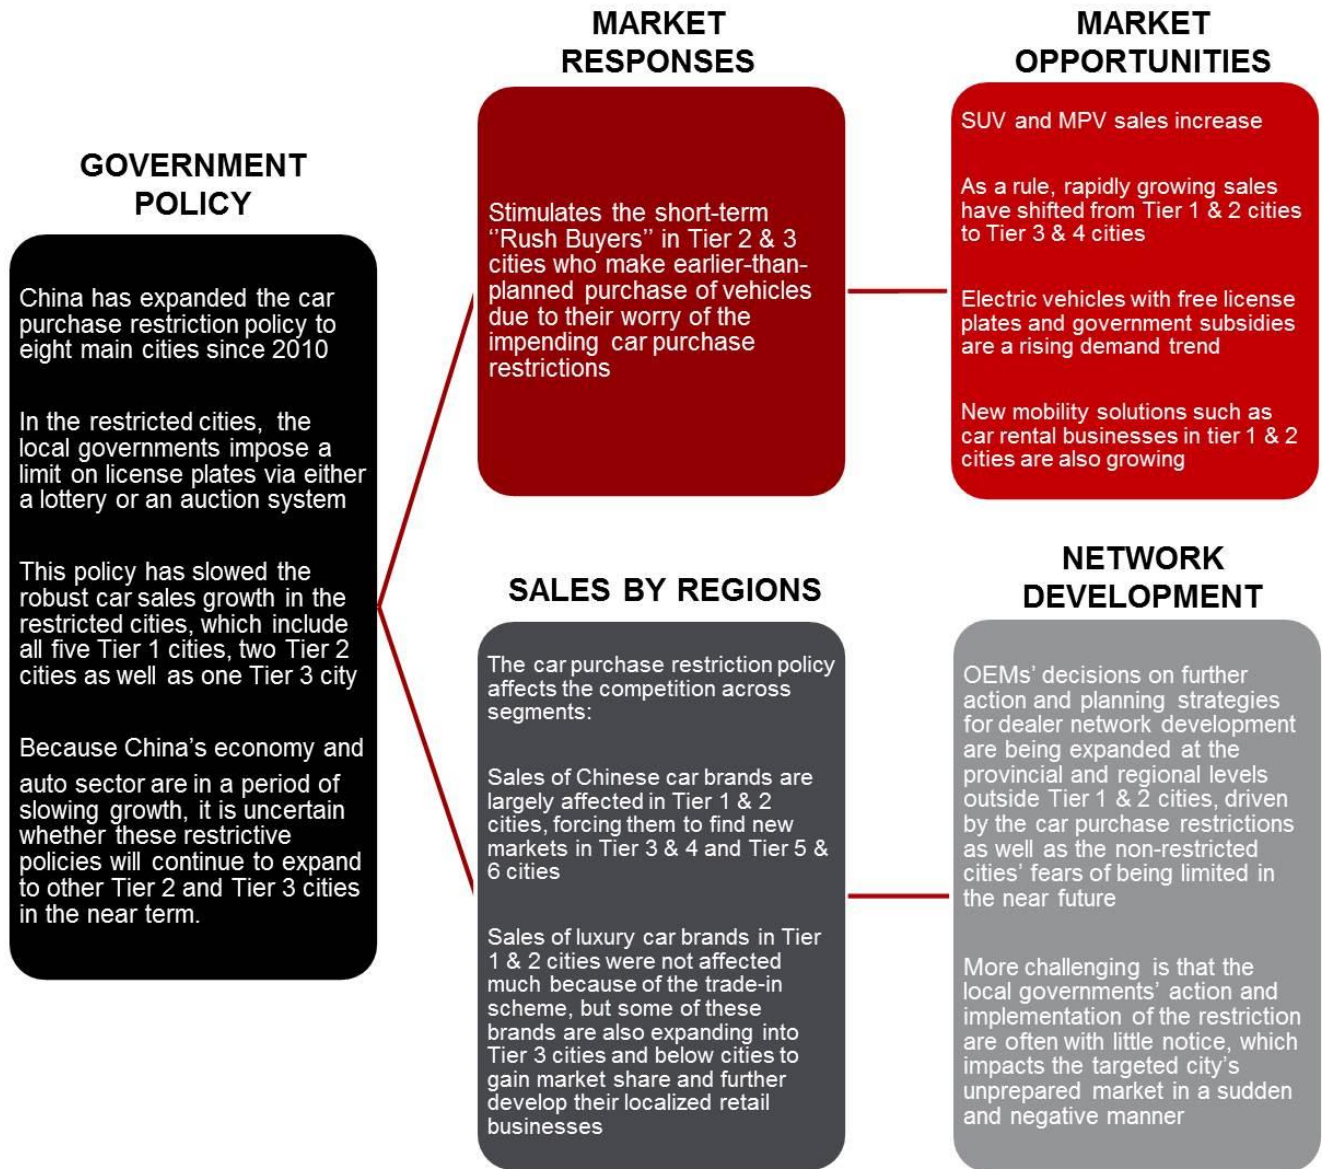 GOVERNMENT
POLICY
China has expanded the car
purchase restriction policy to
eight main cities since 2010
In the restricted cities, the
local governments impose a
limit on license plates via either
a lottery or an auction system
This policy has slowed the
robust car sales growth in the
restricted cities, which include
all five Tier 1 cities, two Tier 2
cities as well as one Tier 3 city
Because China's economy and
auto sector are in a period of
slowing growth, it is uncertain
whether these restrictive
policies will continue to expand
to other Tier 2 and Tier 3 cities
in the near term.
MARKET
RESPONSES
Stimulates the short-term
‘‘Rush Buyers’’ in Tier 2 & 3
cities who make earlier-than-
planned purchase of vehicles
due to their worry of the
impending car purchase
restrictions
MARKET
OPPORTUNITIES
SUV and MPV sales increase
As a rule, rapidly growing sales
have shifted from Tier 1 & 2 cities
to Tier 3 & 4 cities
Electric vehicles with free license
plates and government subsidies
are a rising demand trend
New mobility solutions such as
car rental businesses in tier 1 & 2
cities are also growing
SALES BY REGIONS
The car purchase restriction policy
affects the competition across
segments:
Sales of Chinese car brands are
largely affected in Tier 1 & 2
cities, forcing them to find new
markets in Tier 3 & 4 and Tier 5 &
6 cities
Sales of luxury car brands in Tier
1 & 2 cities were not affected
much because of the trade-in
scheme, but some of these
brands are also expanding into
Tier 3 cities and below cities to
gain market share and further
develop their localized retail
businesses
NETWORK
DEVELOPMENT
OEMs’ decisions on further
action and planning strategies
for dealer network development
are being expanded at the
provincial and regional levels
outside Tier 1 & 2 cities, driven
by the car purchase restrictions
as well as the non-restricted
cities’ fears of being limited in
the near future
More challenging is that the
local governments’ action and
implementation of the restriction
are often with little notice, which
impacts the targeted city’s
unprepared market in a sudden
and negative manner